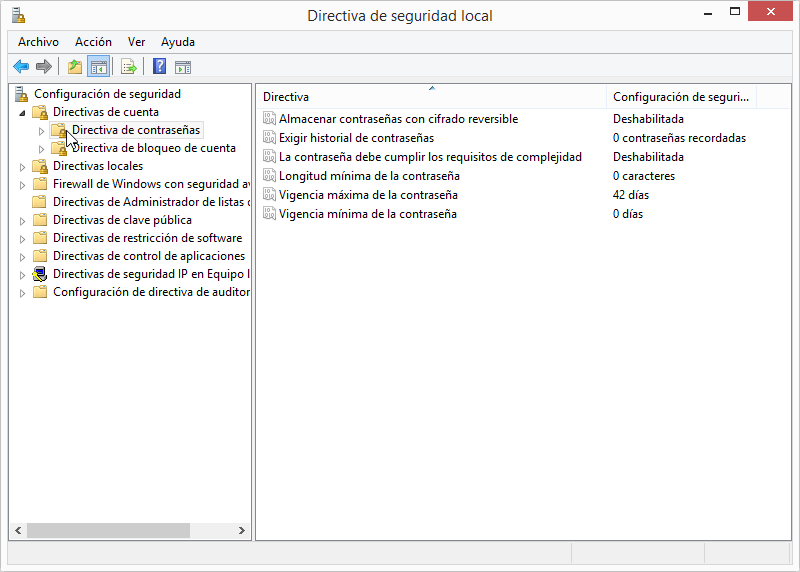 Directiva de seguridad local
Archivo Acción Ver Ayuda
Configuración de seguridad
Directivas de cuenta
Directiva de contraseñas
Directiva de bloqueo de cuenta
Directivas locales
Firewall de Windows con seguridad av
Directivas de Administrador de listas d
Directivas de clave pública
Directivas de restricción de software
Directivas de control de aplicaciones
Directivas de seguridad IP en Equipo l
Configuración de directiva de auditor
Directiva Configuración de seguri...
Almacenar contraseñas con cifrado reversible Deshabilitada
Exigir historial de contraseñas 0 contraseñas recordadas
La contraseña debe cumplir los requisitos de complejidad Deshabilitada
Longitud mínima de la contraseña 0 caracteres
Vigencia máxima de la contraseña 42 días
Vigencia mínima de la contraseña 0 días